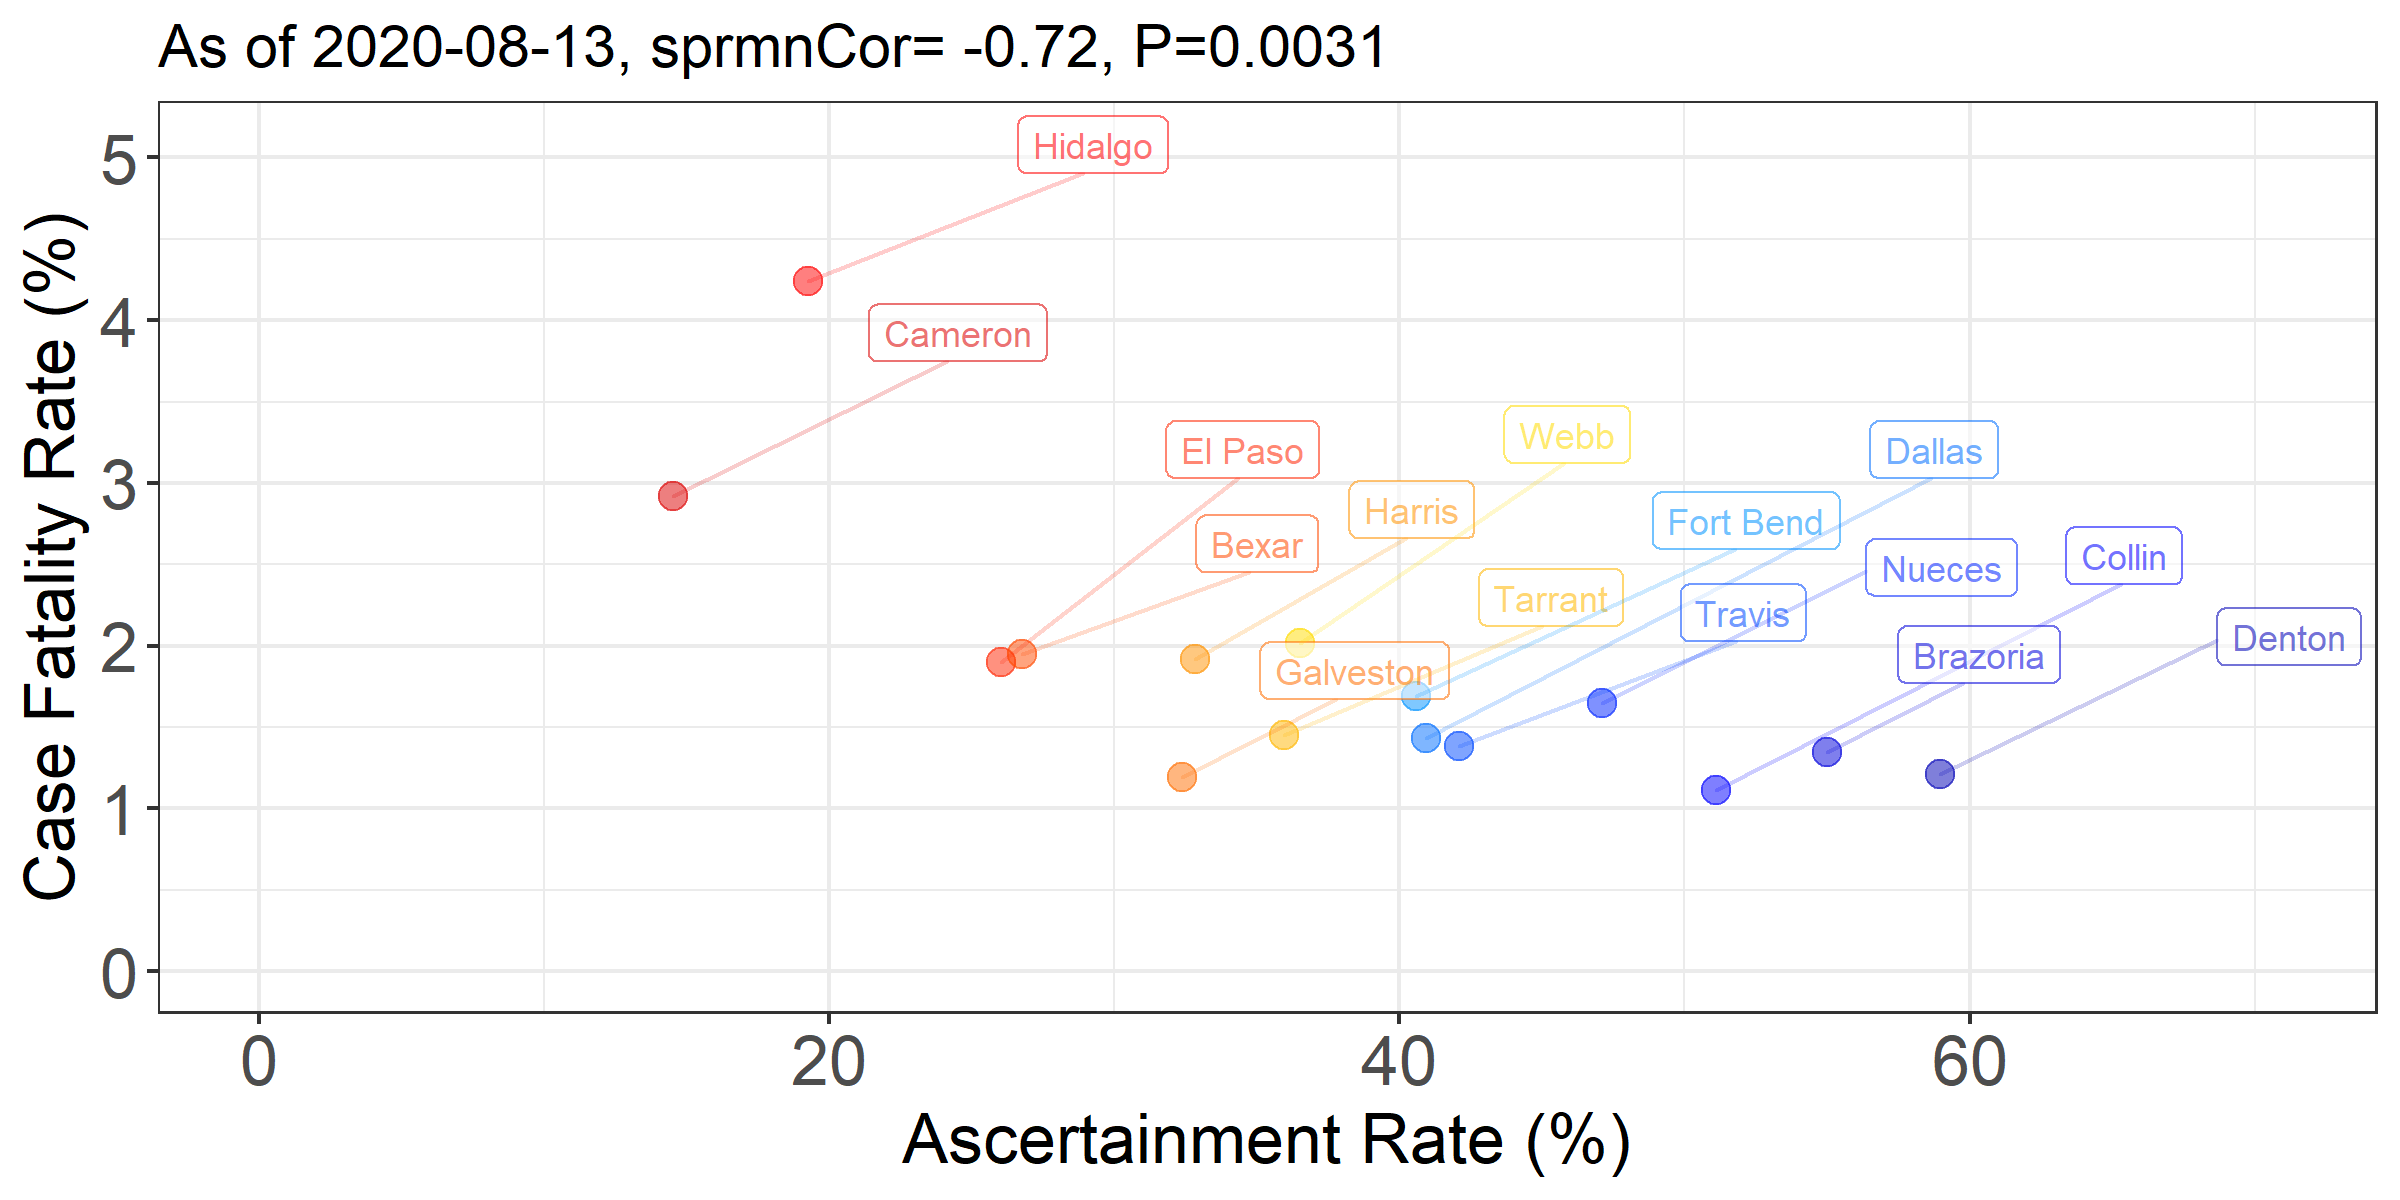 As of 2020-08-13, sprmnCor= -0.72, P=0.0031
Case Fatality Rate (%)
5
4
3
2
1
0
Hidalgo
Cameron
El Paso
Webb
Dallas
Harris
Fort Bend
Bexar
Collin
Nueces
Tarrant
Travis
Denton
Brazoria
Galveston
0 20 40 60
Ascertainment Rate (%)